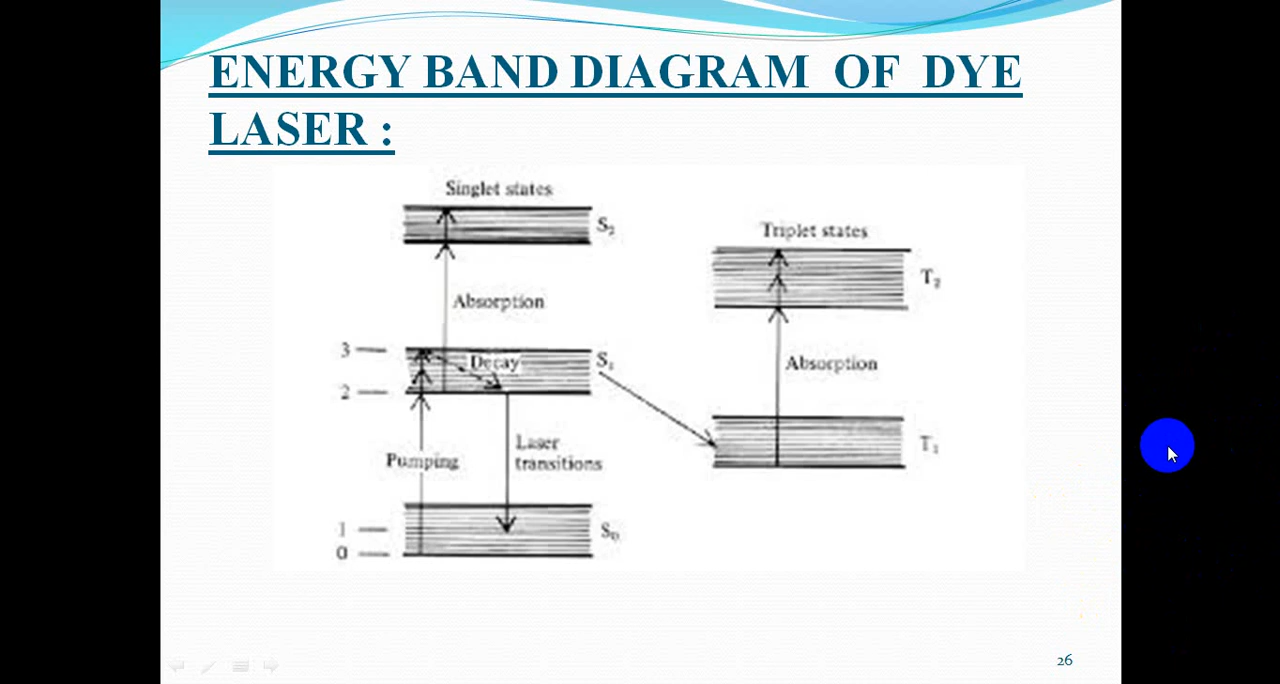 ENERGY BAND DIAGRAM OF DYE
LASER :
Singlet states
S₂
Triplet states
T₂
Absorption
3
Decay
S₁
Absorption
2
Laser
transitions
Pumping
T₁
1
S₀
0
26